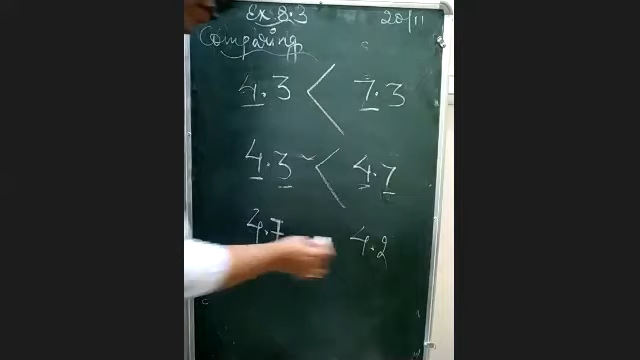 Ex 8.3 20/11
Comparing
4.3 < 7.3
4.3 < 4.7
4.7 4.2